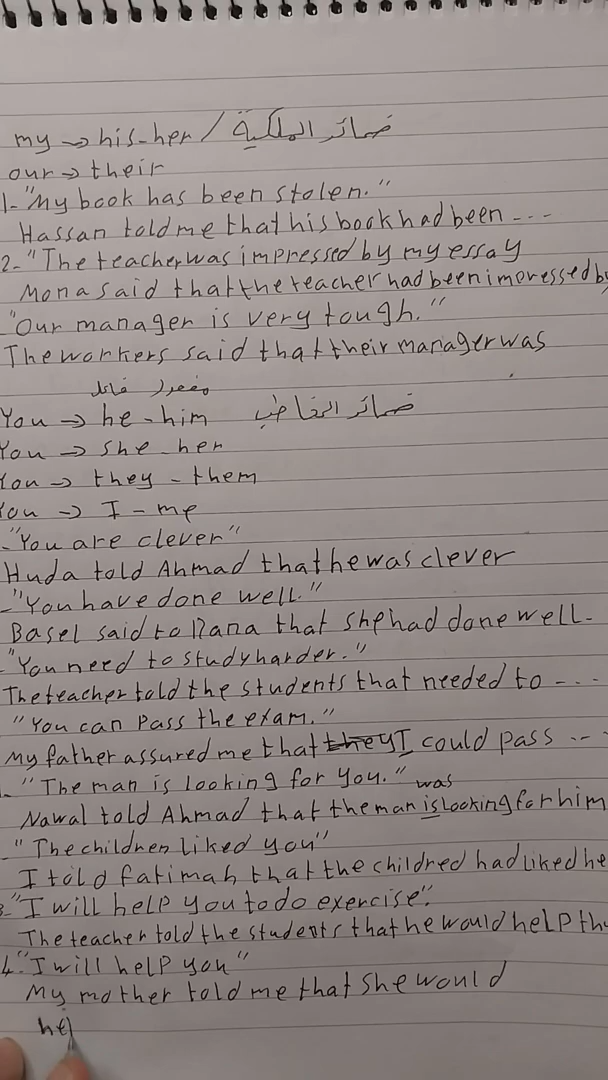 my → his-her / ضمائر الملكية
our → their
1- "My book has been stolen."
Hassan told me that his book had been ---
2- "The teacher was impressed by my essay
Mona said that the teacher had been impressed by
"Our manager is very tough."
The workers said that their manager was
مفعول فاعل
You → he-him ضمائر المخاطب
You → she-her
You → they-them
You → I-me
"You are clever"
Huda told Ahmad that he was clever
"You have done well."
Basel said to Rana that she had done well-
"You need to study harder."
The teacher told the students that needed to ---
"You can pass the exam."
My father assured me that they I could pass ---
"The man is looking for you." was
Nawal told Ahmad that the man is looking for him
"The children liked you"
I told fatimah that the childred had liked he
3- "I will help you to do exercise".
The teacher told the students that he would help th
4- "I will help you"
My mother told me that she would
hel